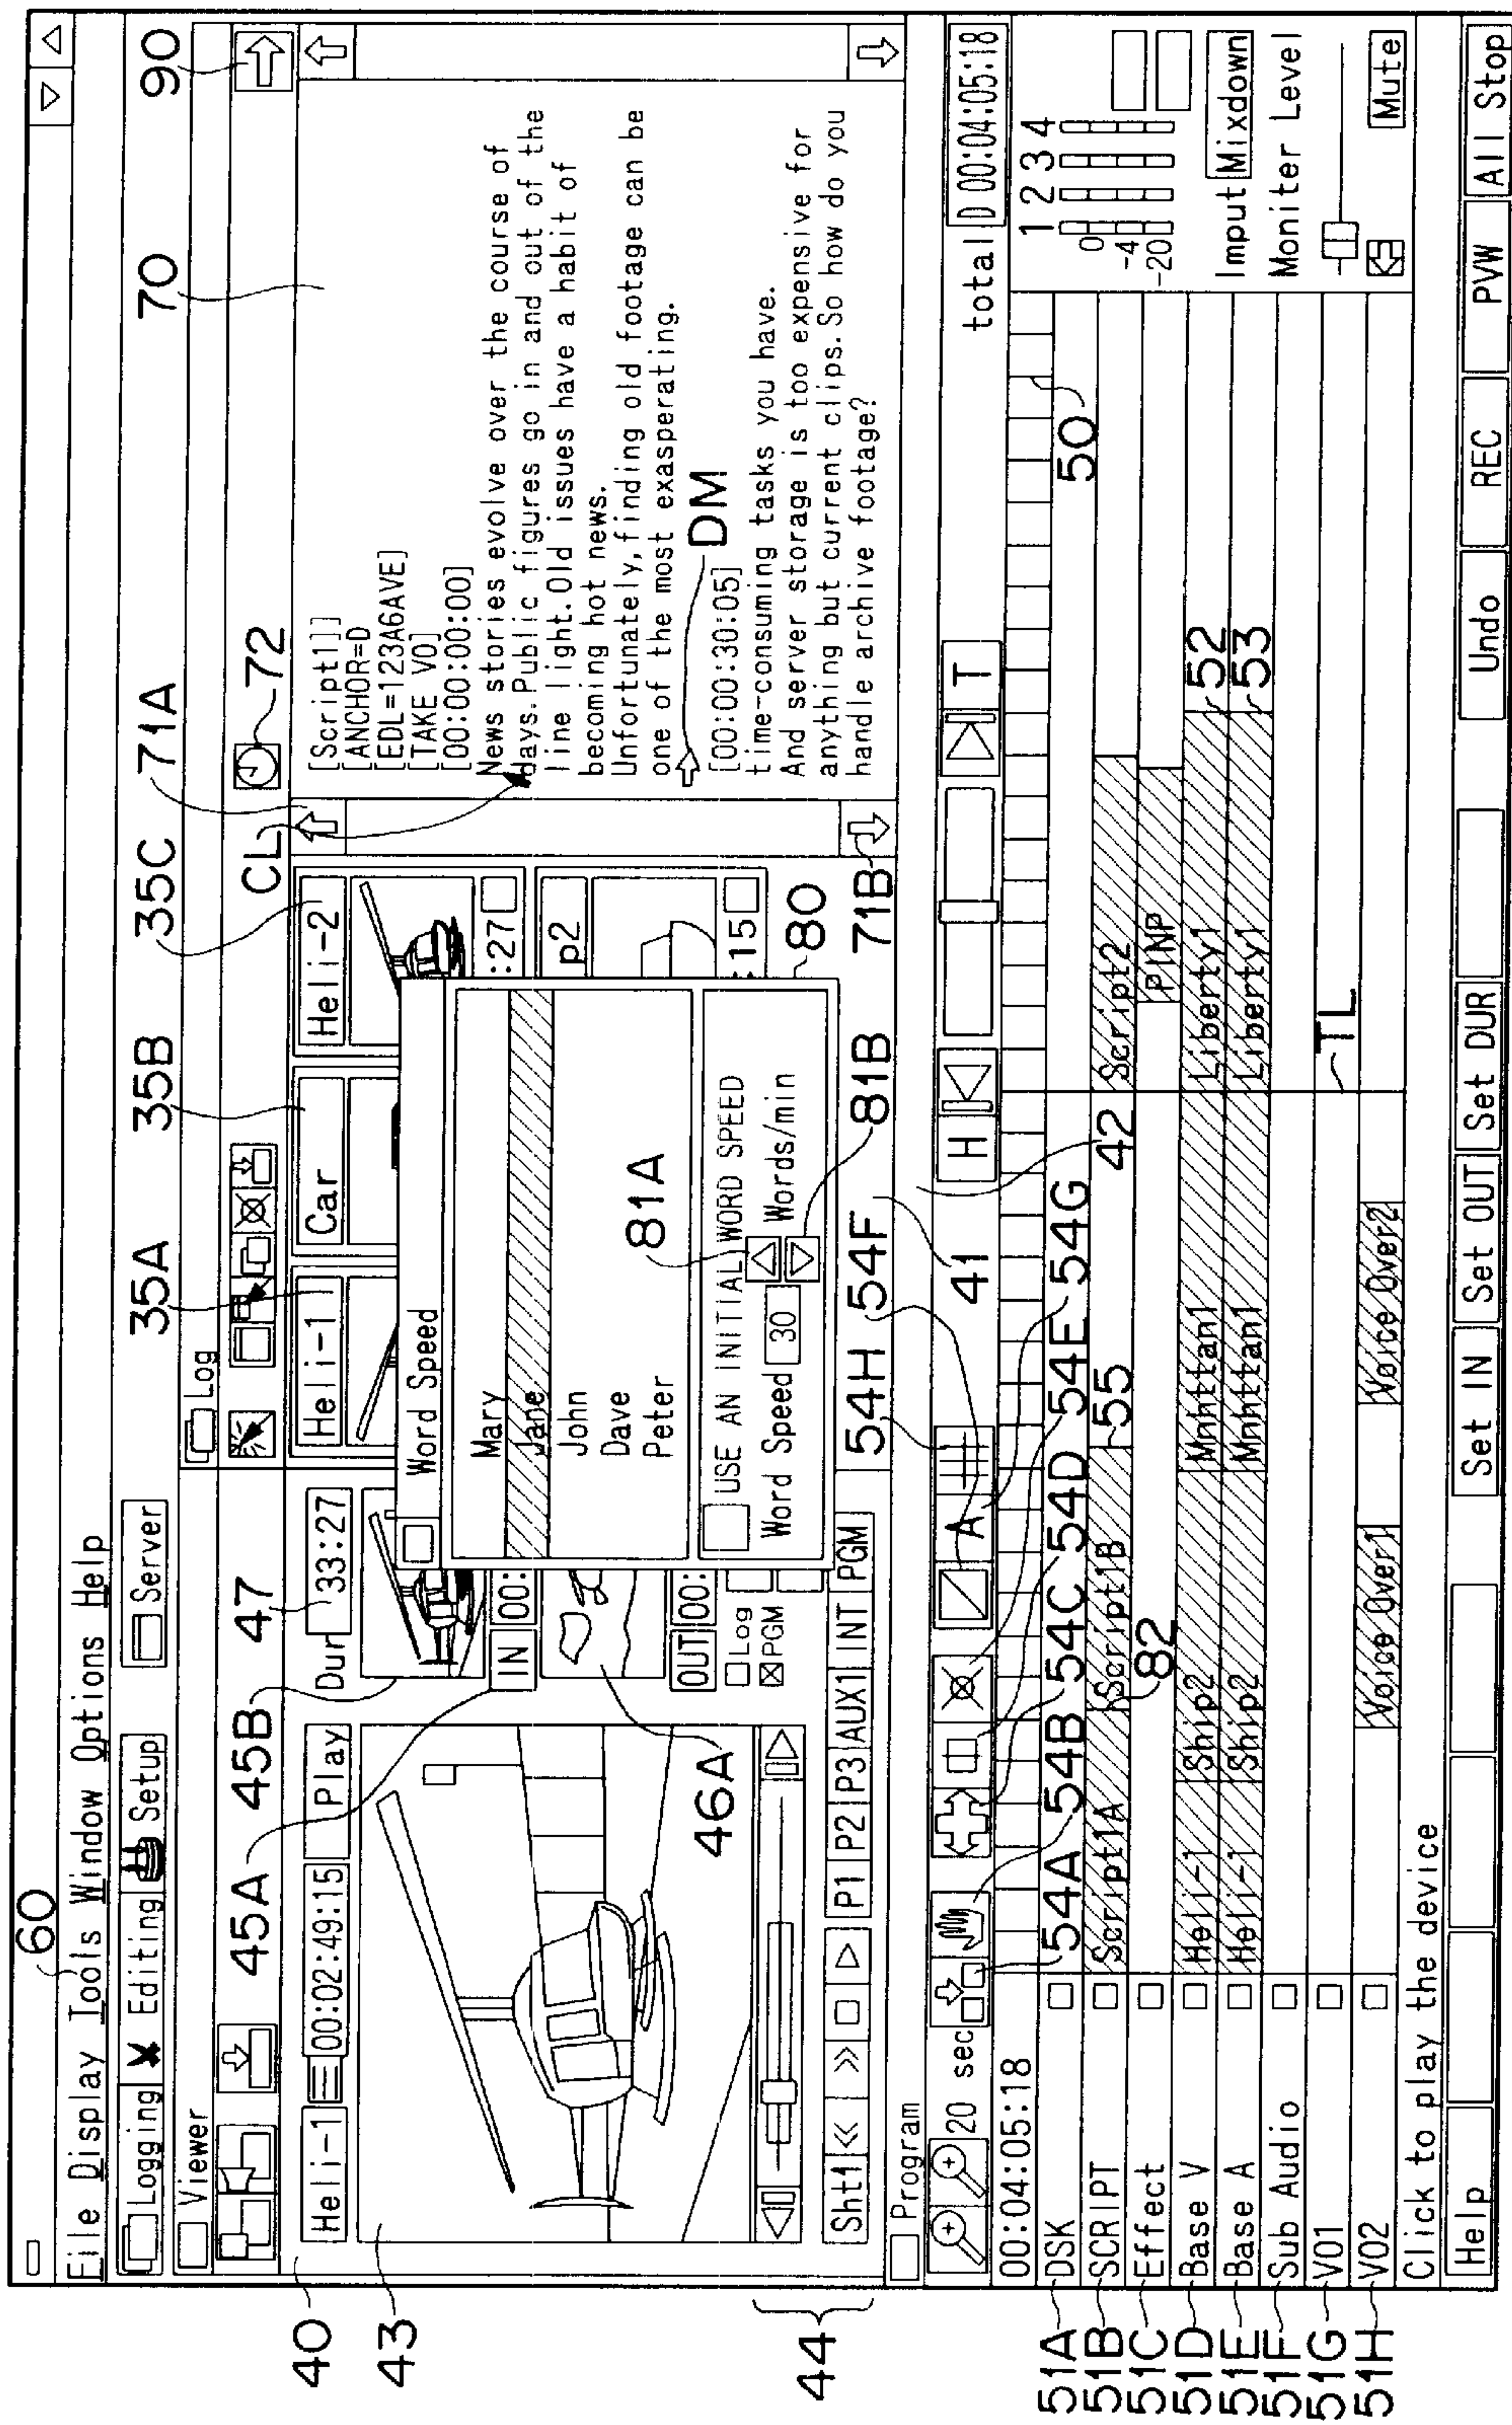 60
File Display Tools Window Options Help
Logging Editing Setup Server
Viewer
Log
45A 45B 47 35A 35B 35C 71A 72 70 90
40
43
44
Heli-1 00:02:49:15 Play
Dur 33:27
IN 00:
OUT 00:
Log
PGM
46A
Sht1 << >> P1 P2 P3 AUX1 INT PGM
Heli-1 Car Heli-2
:27
p2
:15
CL
Word Speed
Mary
Jane
John
Dave
Peter
81A
USE AN INITIAL WORD SPEED
Word Speed 30 Words/min
80
81B
71B
[Script1]]
[ANCHOR=D
[EDL=123A6AVE]
[TAKE VO]
[00:00:00:00]
News stories evolve over the course of
days.Public figures go in and out of the
line light.Old issues have a habit of
becoming hot news.
Unfortunately,finding old footage can be
one of the most exasperating.
DM
[00:00:30:05]
time-consuming tasks you have.
And server storage is too expensive for
anything but current clips.So how do you
handle archive footage?
54H 54F 41 42
Program
20 sec
A
H
T
total D 00:04:05:18
00:04:05:18
54A 54B 54C 54D 54E 54G
50
51A DSK
51B SCRIPT Script1A Script1B Script2
82 55
51C Effect PINP
51D Base V Heli-1 Ship2 Mnhttan1 Liberty1 52
51E Base A Heli-1 Ship2 Mnhttan1 Liberty1 53
51F Sub Audio
51G V01
51H V02 Voice Over1 Voice Over2
TL
1 2 3 4
0
-4
-20
Input Mixdown
Moniter Level
Mute
Click to play the device
Help Set IN Set OUT Set DUR Undo REC PVW All Stop